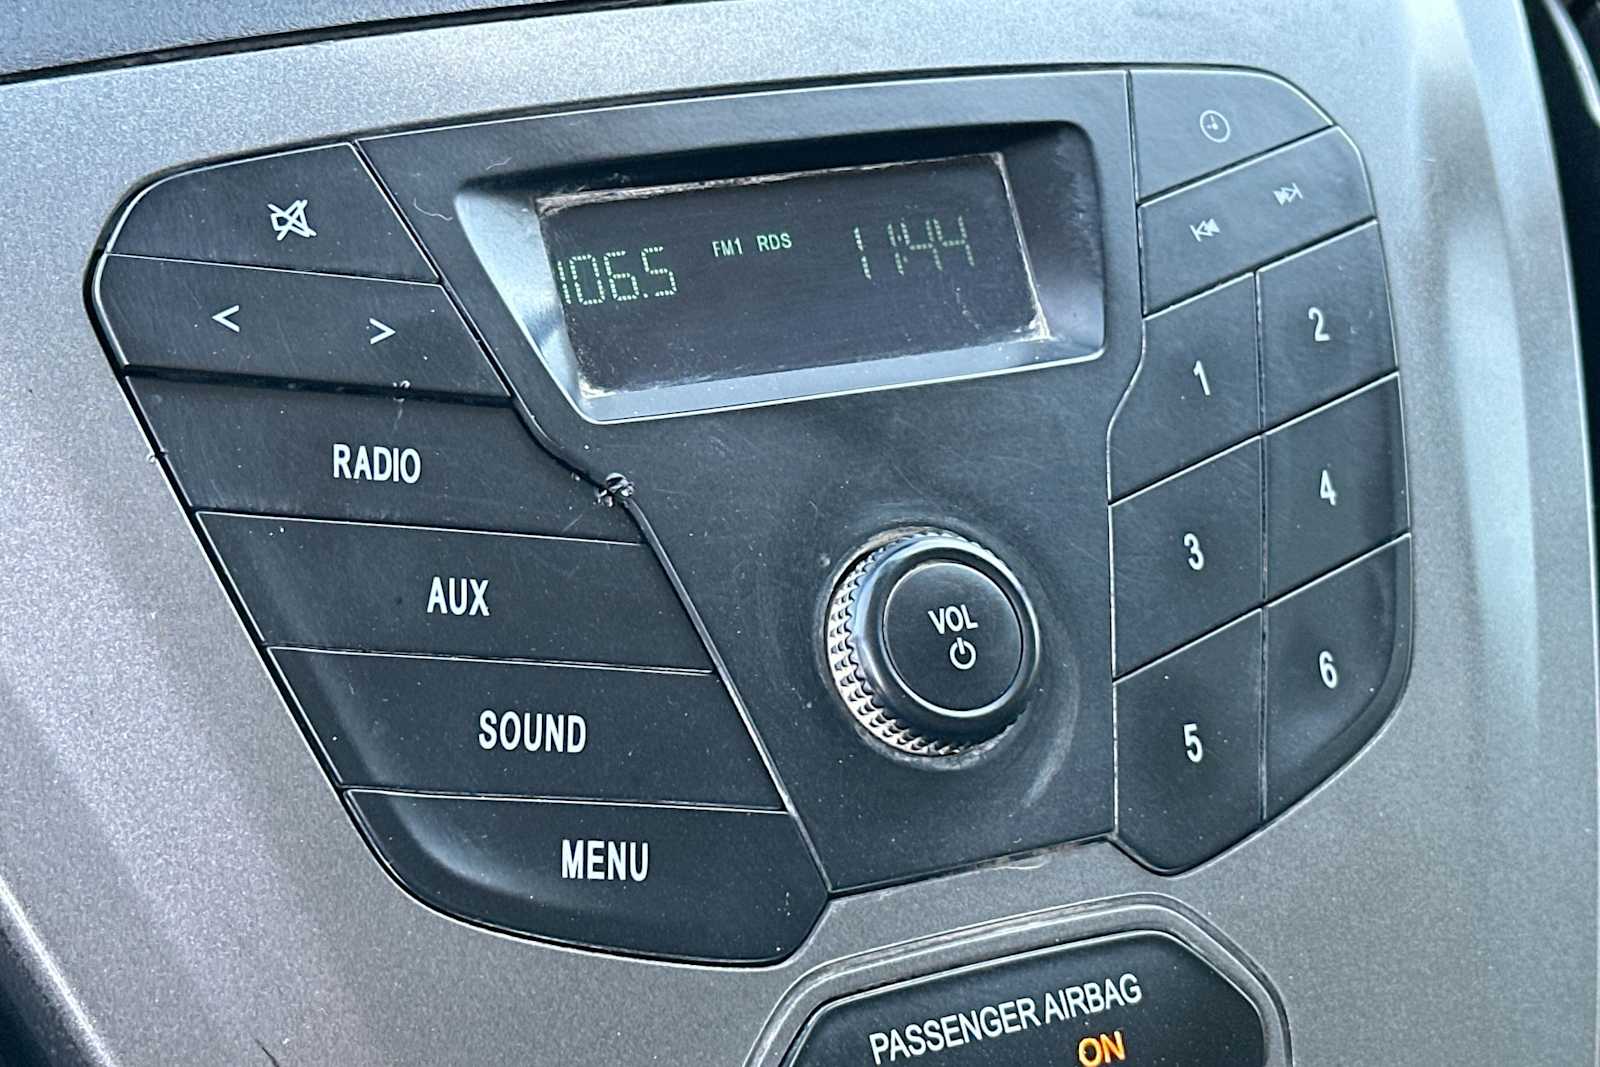 106.5 FM1 RDS 11:44
< >
RADIO
AUX
SOUND
MENU
VOL
1 2
3 4
5 6
PASSENGER AIRBAG
ON